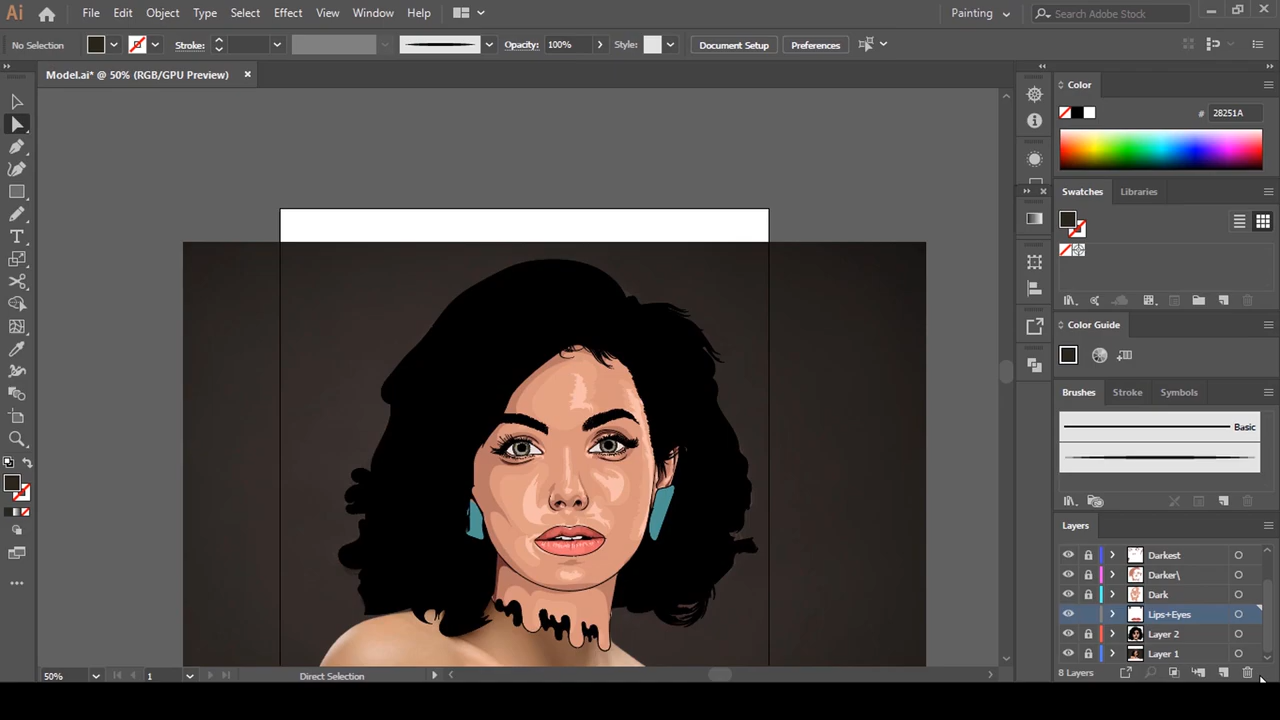 Ai File Edit Object Type Select Effect View Window Help Painting Search Adobe Stock
No Selection Stroke: Basic Opacity: 100% Style: Document Setup Preferences
Model.ai* @ 50% (RGB/GPU Preview)
Color
# 28251A
Swatches Libraries
Color Guide
Brushes Stroke Symbols
Basic
Layers
Darkest
Darker\
Dark
Lips+Eyes
Layer 2
Layer 1
8 Layers
50% 1 Direct Selection